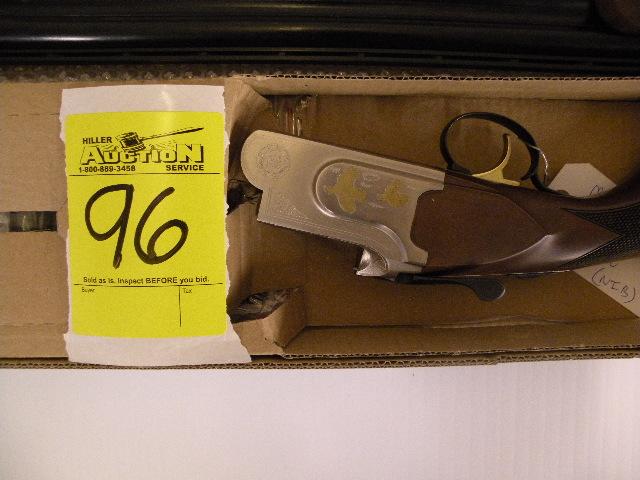 HILLER
AUCTION
1-800-889-3458 SERVICE
96
Sold as is. Inspect BEFORE you bid.
Buyer Tax
(NIB)